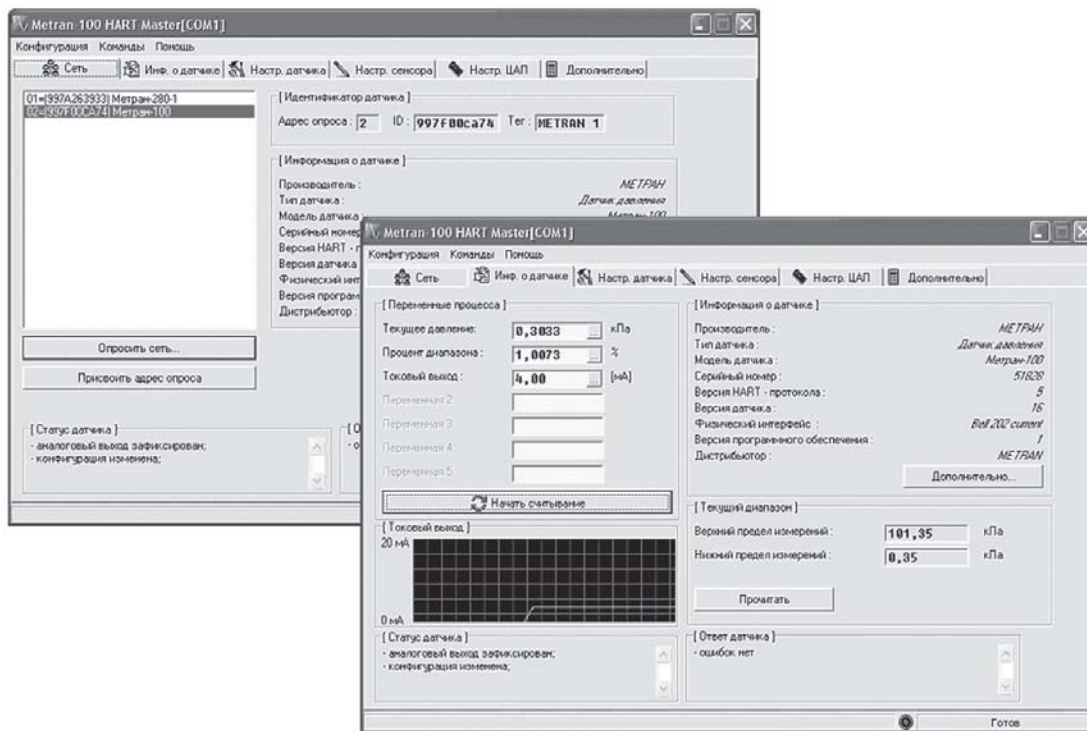 Metran-100 HART Master[COM1]
Конфигурация Команды Помощь
Сеть Инф. о датчике Настр. датчика Настр. сенсора Настр. ЦАП Дополнительно
01=(997A263933) Метран-280-1
02=(997F00CA74) Метран-100
[ Идентификатор датчика ]
Адрес опроса : 2 ID : 997F00ca74 Тег : METRAN 1
[ Информация о датчике ]
Производитель : МЕТРАН
Тип датчика : Датчик давления
Модель датчика : Метран-100
Серийный номер
Версия HART - п
Версия датчика
Физический инт
Версия програм
Дистрибьютор :
Опросить сеть...
Присвоить адрес опроса
[ Статус датчика ]
- аналоговый выход зафиксирован;
- конфигурация изменена;
Metran-100 HART Master[COM1]
Конфигурация Команды Помощь
Сеть Инф. о датчике Настр. датчика Настр. сенсора Настр. ЦАП Дополнительно
[ Переменные процесса ]
Текущее давление: 0,3033 ... кПа
Процент диапазона : 1,0073 ... %
Токовый выход : 4,00 ... [мА]
Переменная 2
Переменная 3
Переменная 4
Переменная 5
Начать считывание
[ Токовый выход ]
20 мА
0 мА
[ Статус датчика ]
- аналоговый выход зафиксирован;
- конфигурация изменена;
[ Информация о датчике ]
Производитель : МЕТРАН
Тип датчика : Датчик давления
Модель датчика : Метран-100
Серийный номер : 51628
Версия HART - протокола : 5
Версия датчика : 16
Физический интерфейс : Bell 202 current
Версия программного обеспечения : 1
Дистрибьютор : METRAN
Дополнительно...
[ Текущий диапазон ]
Верхний предел измерений : 101,35 кПа
Нижний предел измерений : 0,35 кПа
Прочитать
[ Ответ датчика ]
- ошибок нет
Готов